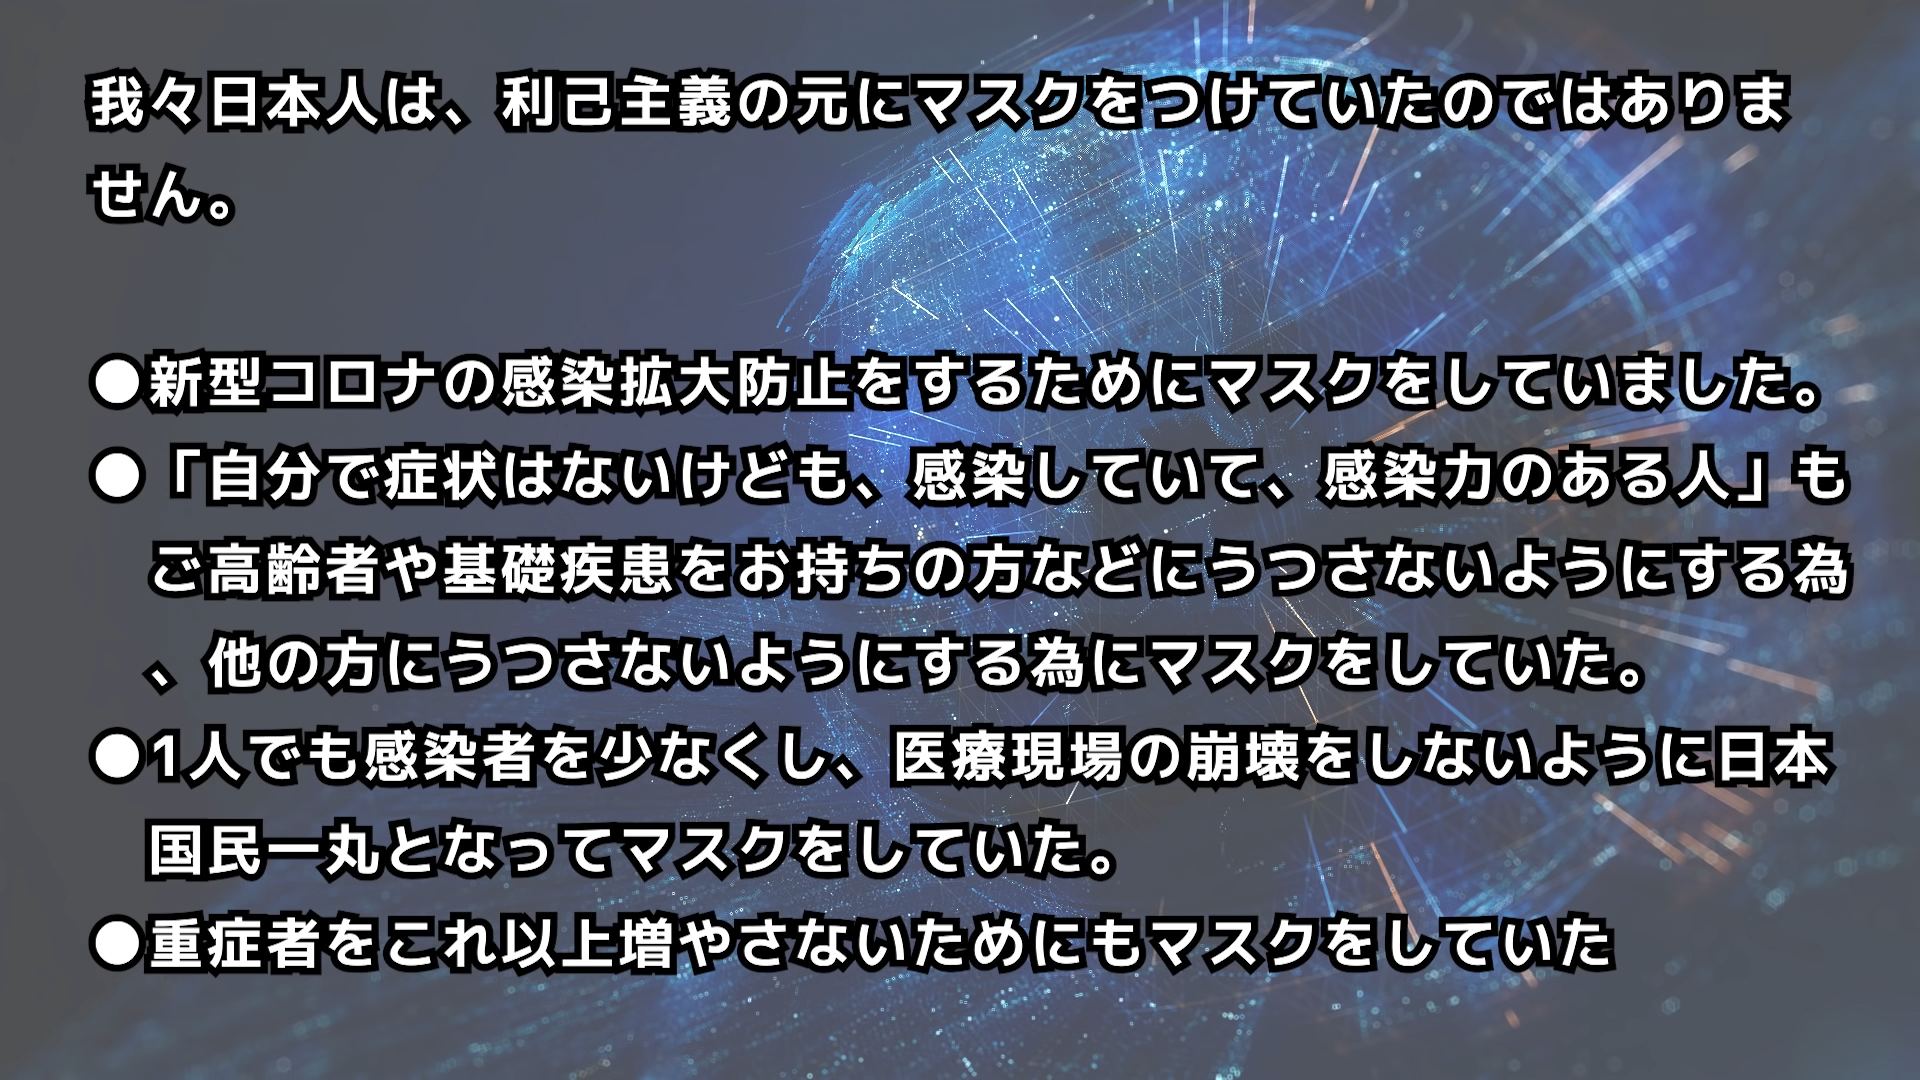 我々日本人は、利己主義の元にマスクをつけていたのではありま
せん。
●新型コロナの感染拡大防止をするためにマスクをしていました。
●「自分で症状はないけども、感染していて、感染力のある人」も
ご高齢者や基礎疾患をお持ちの方などにうつさないようにする為
、他の方にうつさないようにする為にマスクをしていた。
●1人でも感染者を少なくし、医療現場の崩壊をしないように日本
国民一丸となってマスクをしていた。
●重症者をこれ以上増やさないためにもマスクをしていた